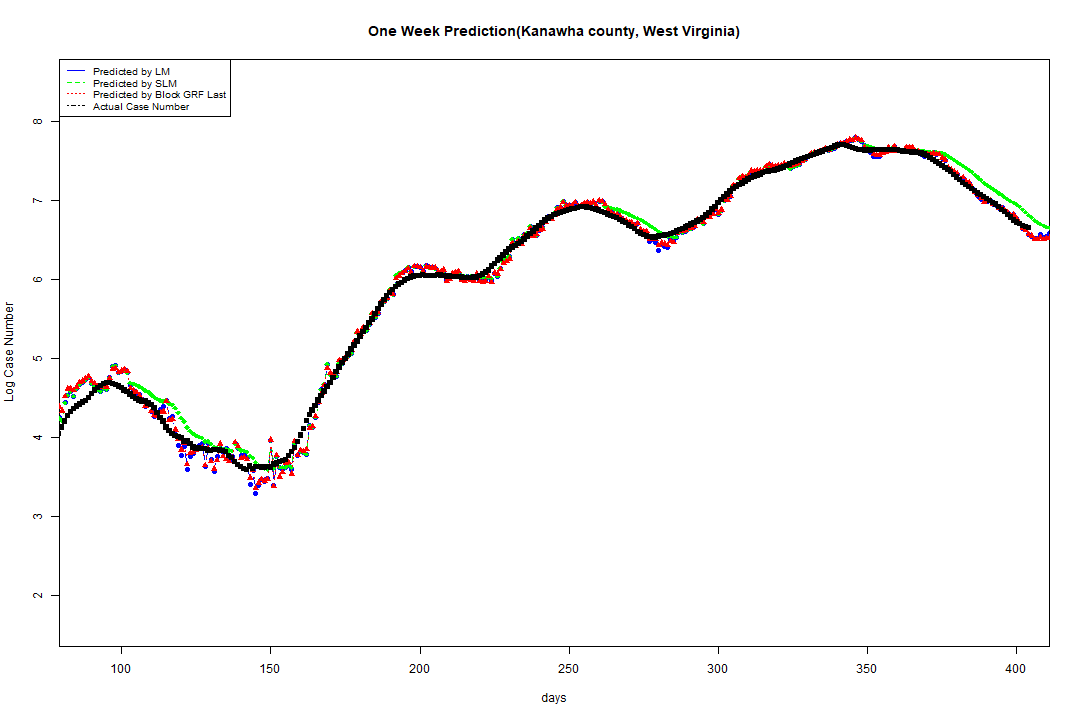 One Week Prediction(Kanawha county, West Virginia)
Predicted by LM
Predicted by SLM
Predicted by Block GRF Last
Actual Case Number
Log Case Number
8
7
6
5
4
3
2
100 150 200 250 300 350 400
days